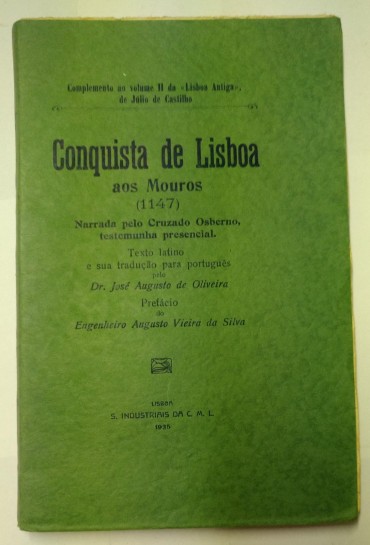 Complemento ao volume II da «Lisboa Antiga»,
de Júlio de Castilho
Conquista de Lisboa
aos Mouros
(1147)
Narrada pelo Cruzado Osberno,
testemunha presencial.
Texto latino
e sua tradução para português
pelo
Dr. José Augusto de Oliveira
Prefácio
do
Engenheiro Augusto Vieira da Silva
LISBOA
S. INDUSTRIAIS DA C. M. L.
1935